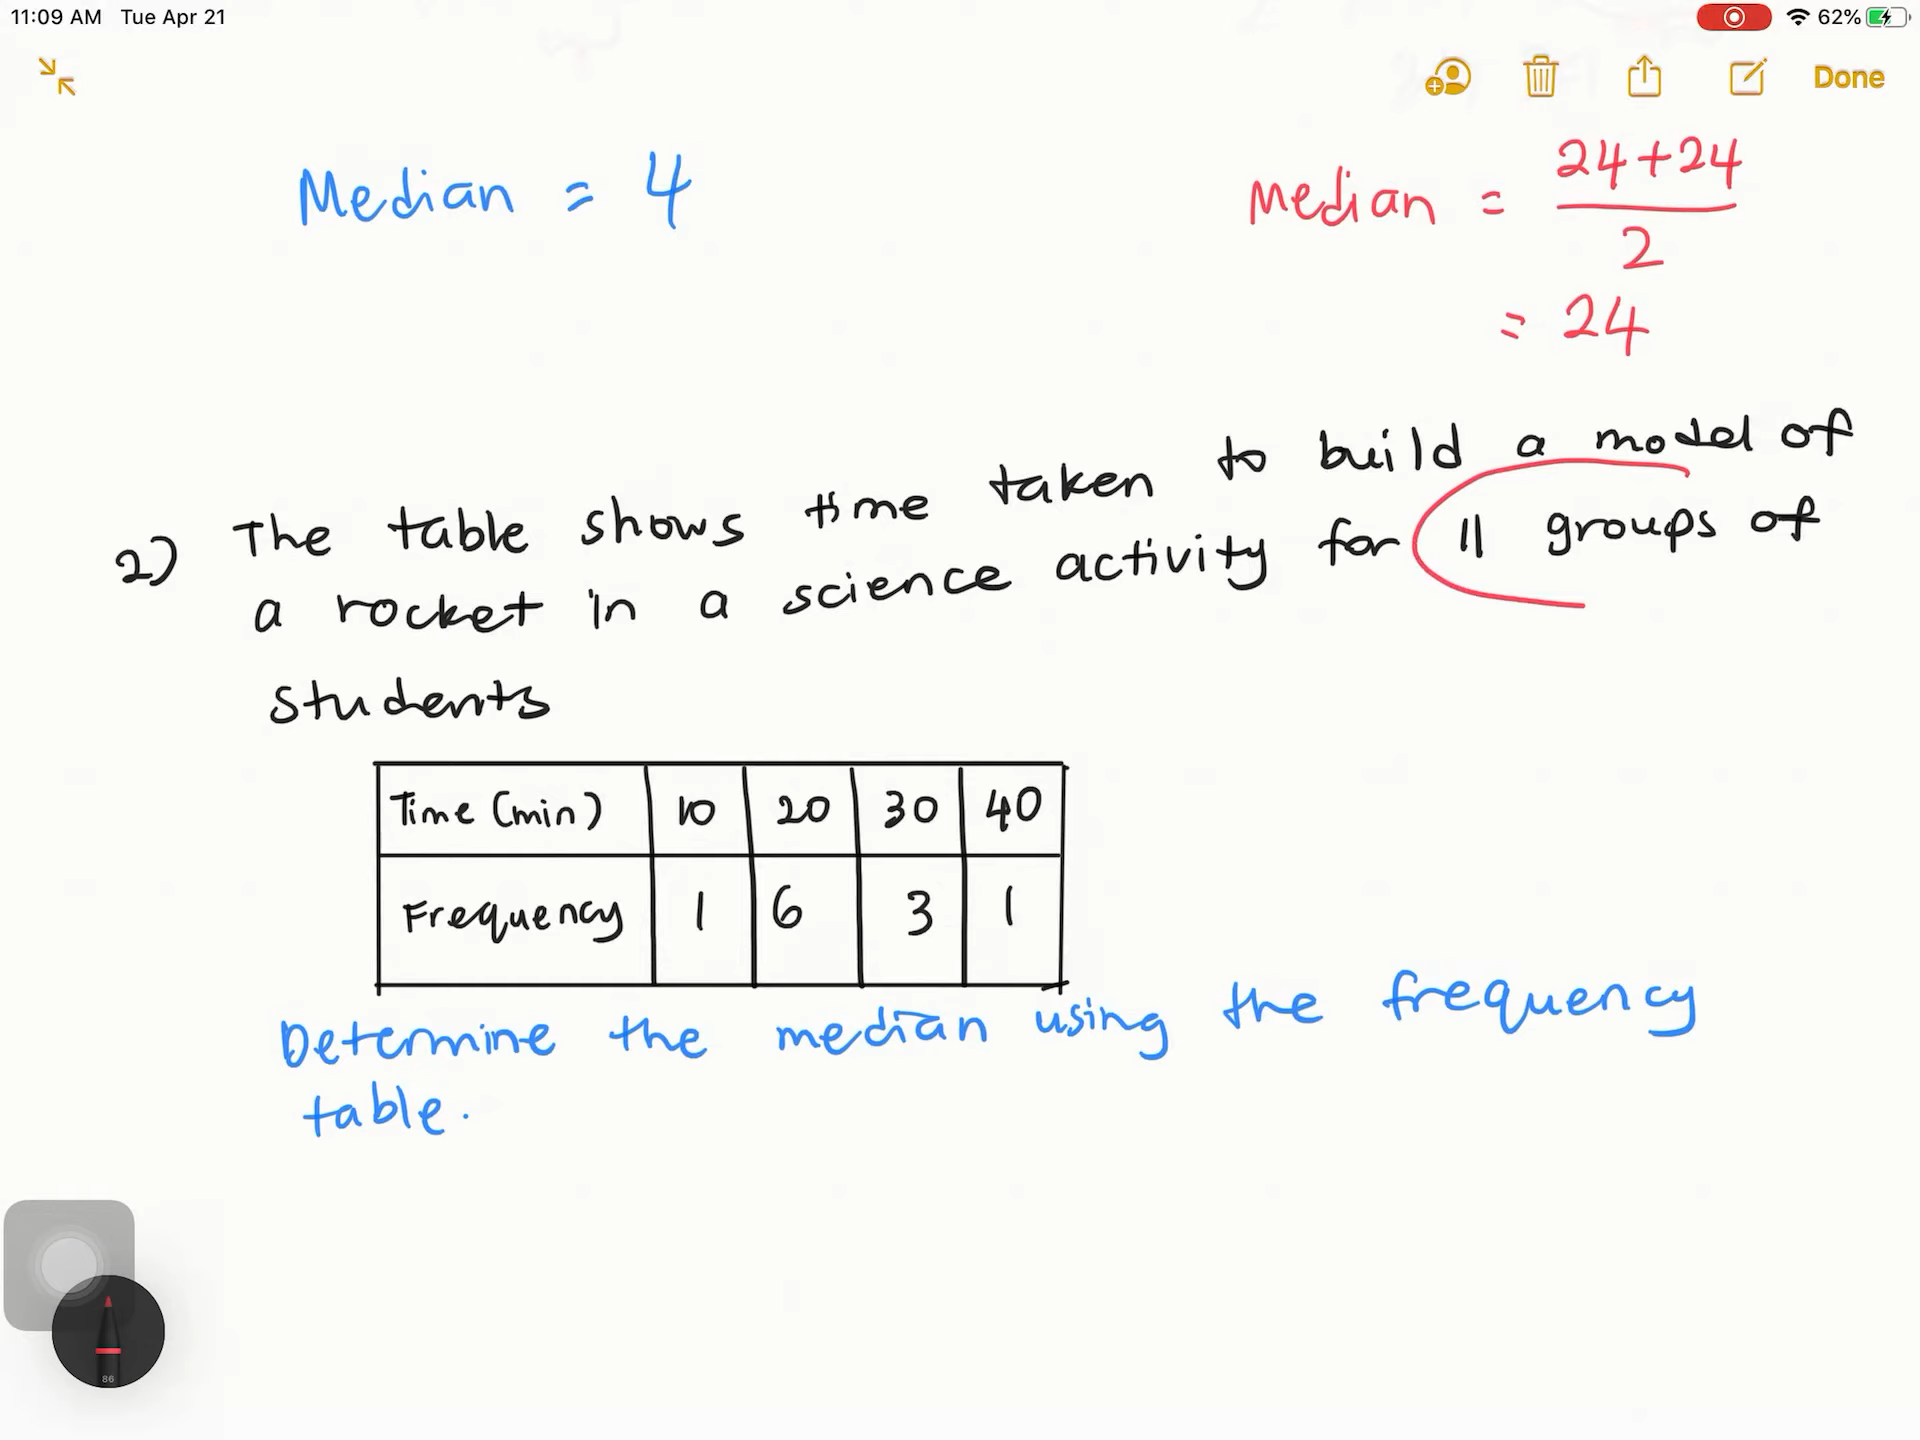 11:09 AM Tue Apr 21
62%
Done
Median = 4
Median = 24+24
2
= 24
2) The table shows time taken to build a model of
a rocket in a science activity for 11 groups of
students
Time (min) 10 20 30 40
Frequency 1 6 3 1
Determine the median using the frequency
table.
86